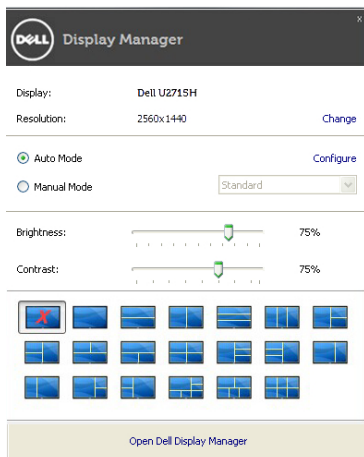 x
DELL Display Manager
Display: Dell U2715H
Resolution: 2560x1440 Change
Auto Mode Configure
Manual Mode Standard
Brightness: 75%
Contrast: 75%
Open Dell Display Manager